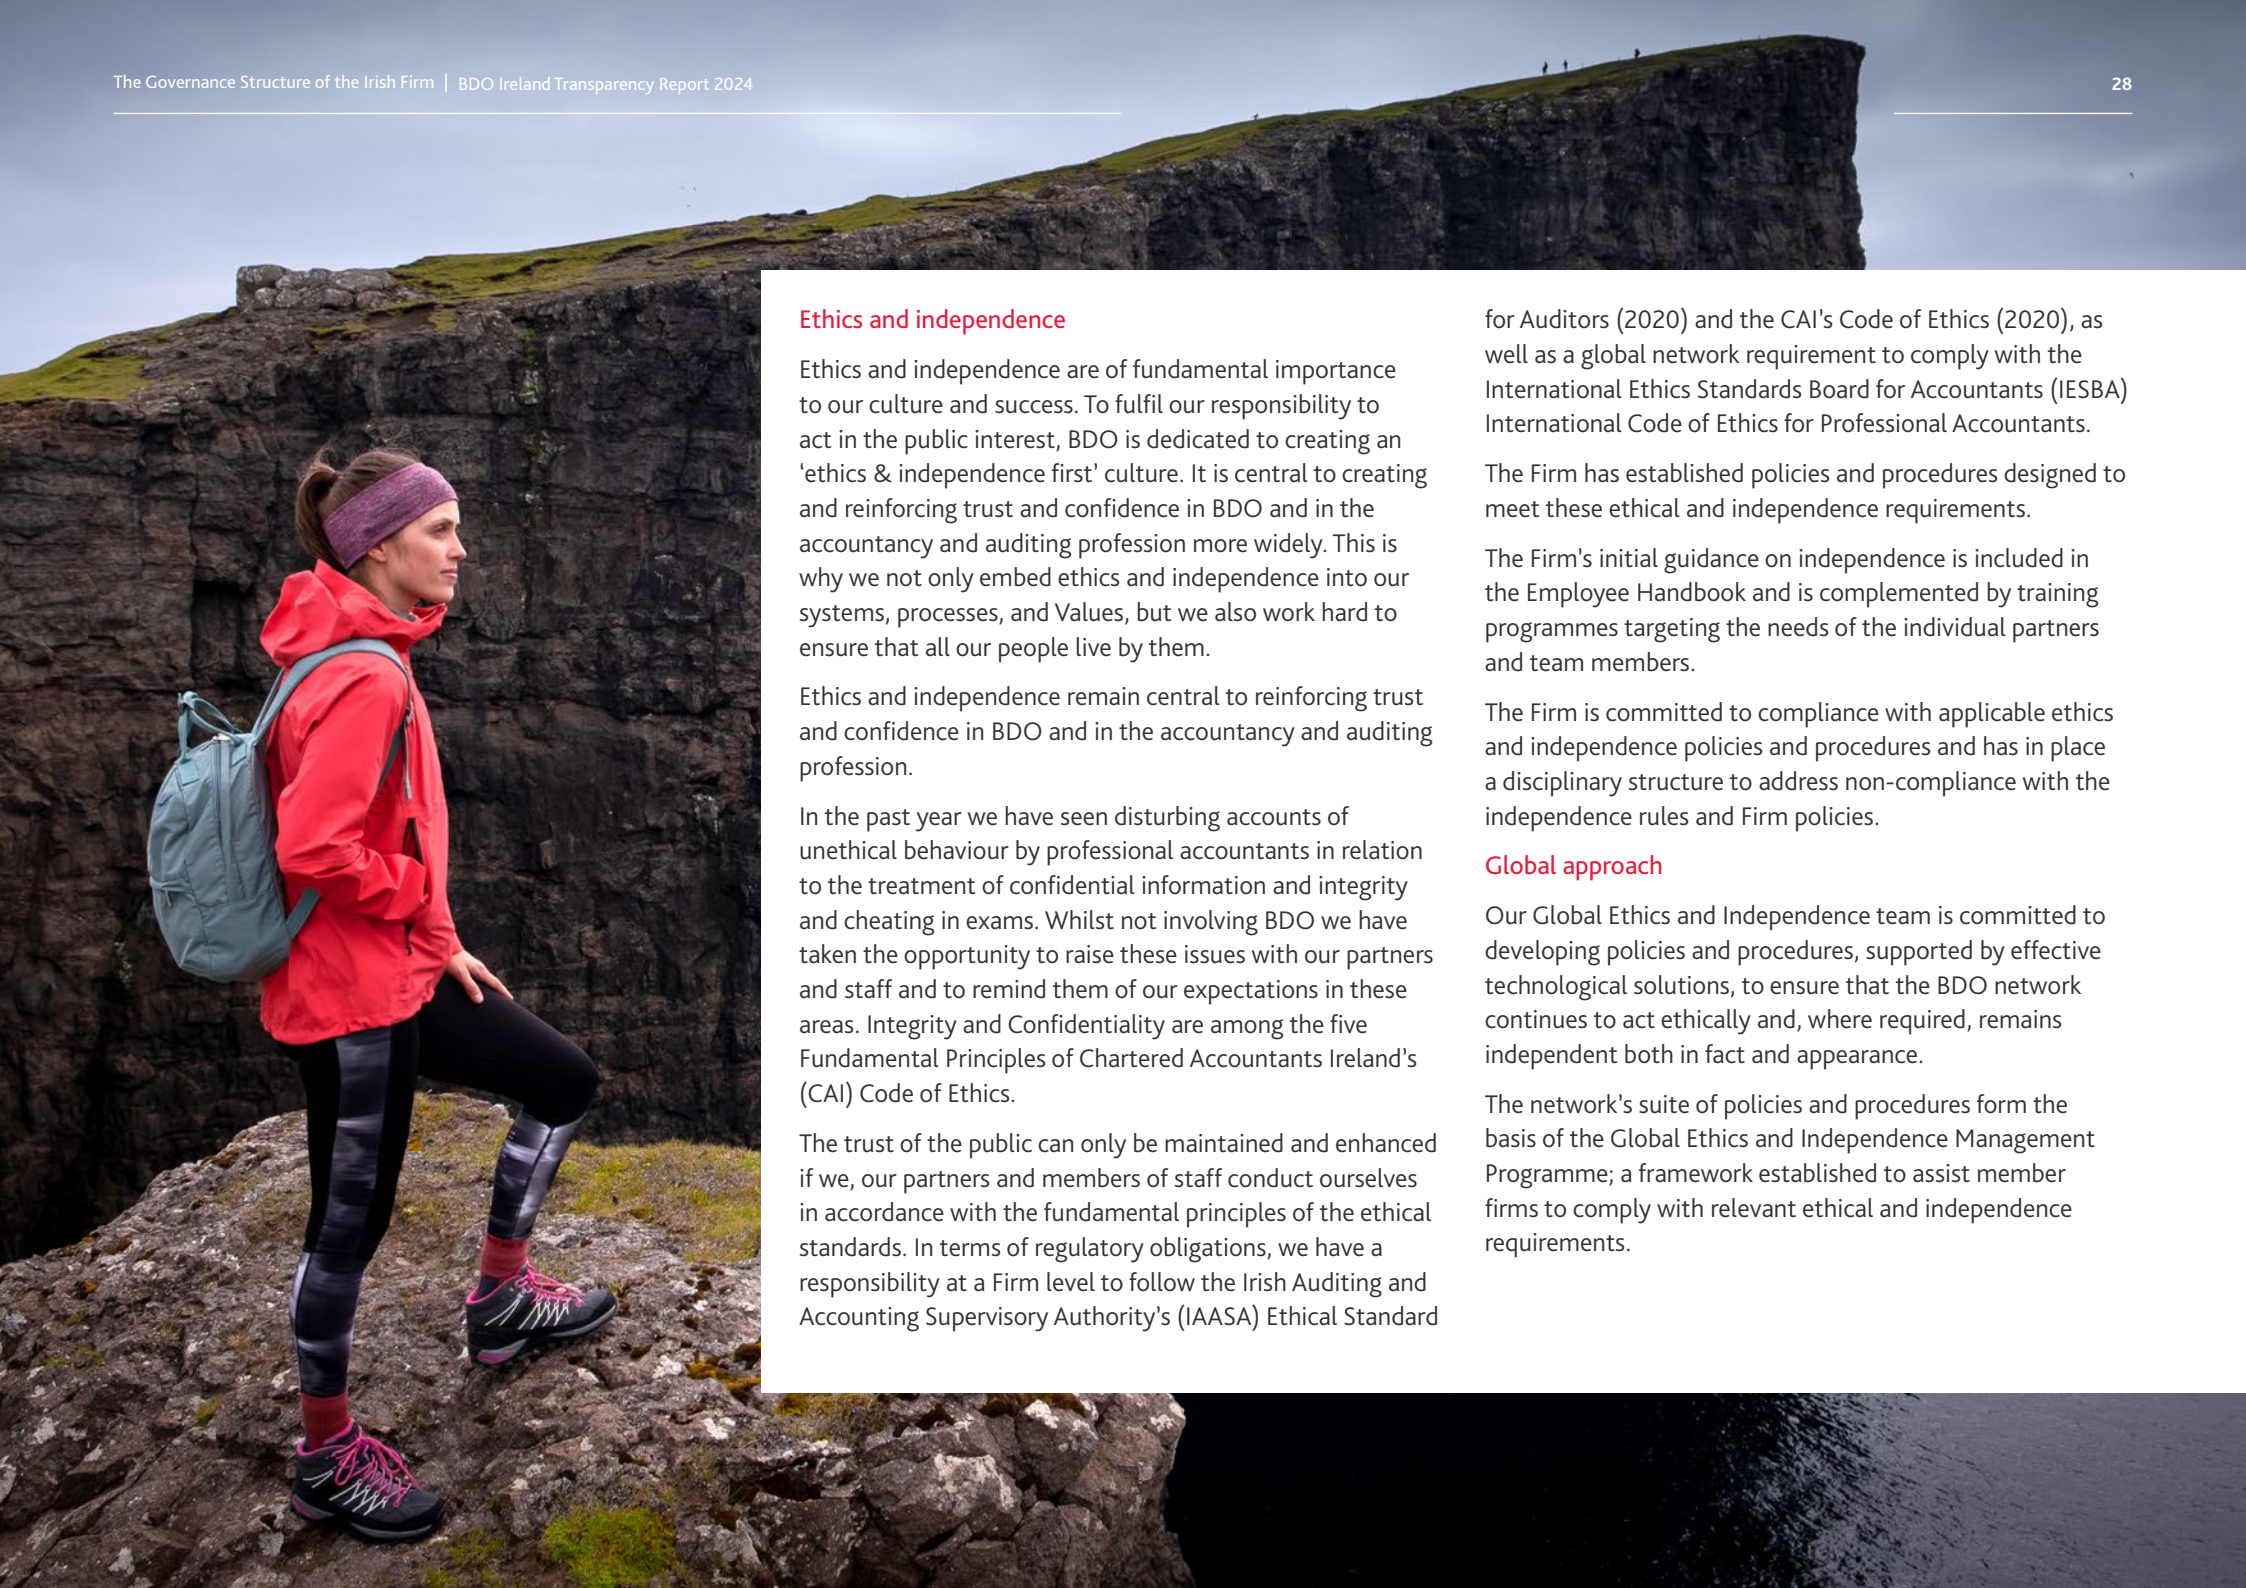 The Governance Structure of the Irish Firm | BDO Ireland Transparency Report 2024
28
Ethics and independence
Ethics and independence are of fundamental importance
to our culture and success. To fulfil our responsibility to
act in the public interest, BDO is dedicated to creating an
‘ethics & independence first’ culture. It is central to creating
and reinforcing trust and confidence in BDO and in the
accountancy and auditing profession more widely. This is
why we not only embed ethics and independence into our
systems, processes, and Values, but we also work hard to
ensure that all our people live by them.
Ethics and independence remain central to reinforcing trust
and confidence in BDO and in the accountancy and auditing
profession.
In the past year we have seen disturbing accounts of
unethical behaviour by professional accountants in relation
to the treatment of confidential information and integrity
and cheating in exams. Whilst not involving BDO we have
taken the opportunity to raise these issues with our partners
and staff and to remind them of our expectations in these
areas. Integrity and Confidentiality are among the five
Fundamental Principles of Chartered Accountants Ireland’s
(CAI) Code of Ethics.
The trust of the public can only be maintained and enhanced
if we, our partners and members of staff conduct ourselves
in accordance with the fundamental principles of the ethical
standards. In terms of regulatory obligations, we have a
responsibility at a Firm level to follow the Irish Auditing and
Accounting Supervisory Authority’s (IAASA) Ethical Standard
for Auditors (2020) and the CAI’s Code of Ethics (2020), as
well as a global network requirement to comply with the
International Ethics Standards Board for Accountants (IESBA)
International Code of Ethics for Professional Accountants.
The Firm has established policies and procedures designed to
meet these ethical and independence requirements.
The Firm’s initial guidance on independence is included in
the Employee Handbook and is complemented by training
programmes targeting the needs of the individual partners
and team members.
The Firm is committed to compliance with applicable ethics
and independence policies and procedures and has in place
a disciplinary structure to address non-compliance with the
independence rules and Firm policies.
Global approach
Our Global Ethics and Independence team is committed to
developing policies and procedures, supported by effective
technological solutions, to ensure that the BDO network
continues to act ethically and, where required, remains
independent both in fact and appearance.
The network’s suite of policies and procedures form the
basis of the Global Ethics and Independence Management
Programme; a framework established to assist member
firms to comply with relevant ethical and independence
requirements.